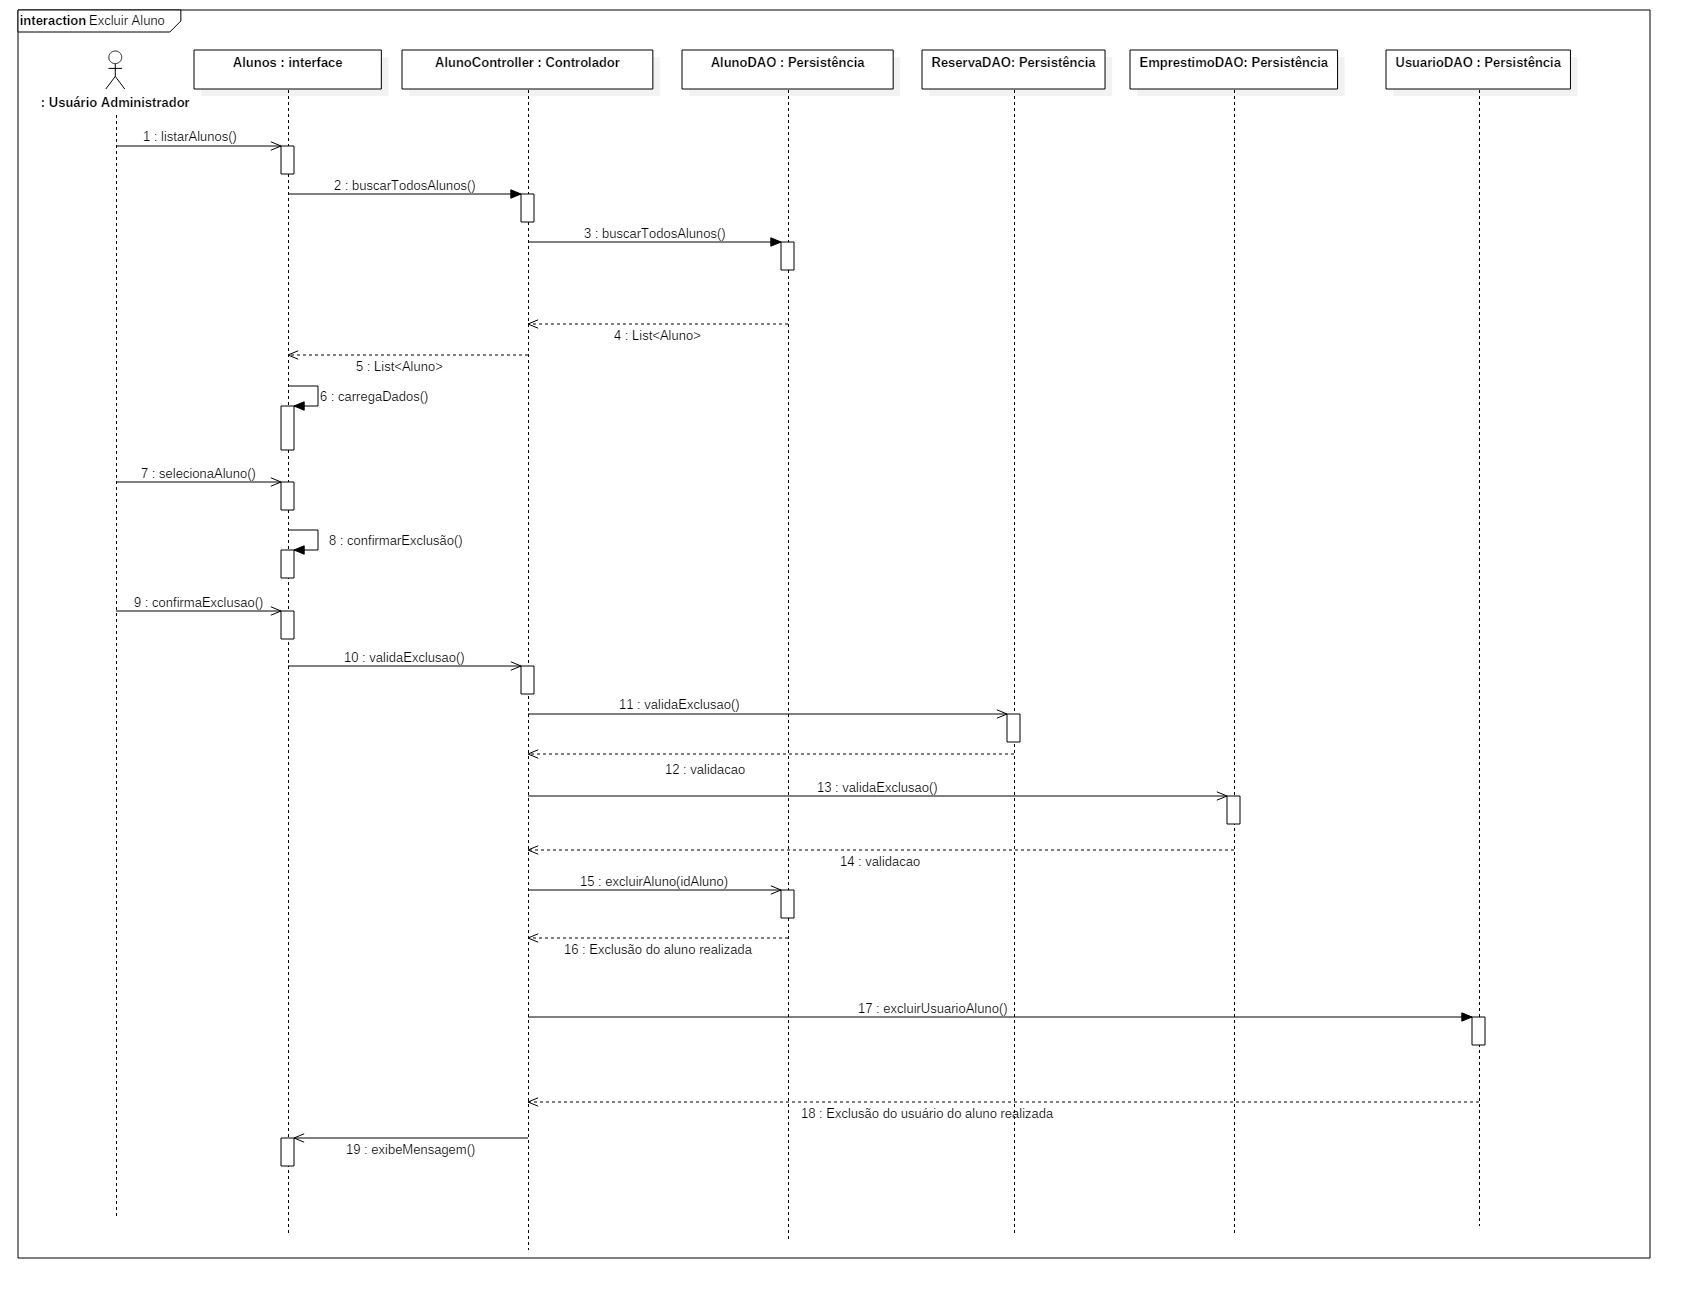 interaction Excluir Aluno
Alunos : interface
AlunoController : Controlador
AlunoDAO : Persistência
ReservaDAO: Persistência
EmprestimoDAO: Persistência
UsuarioDAO : Persistência
: Usuário Administrador
1 : listarAlunos()
2 : buscarTodosAlunos()
3 : buscarTodosAlunos()
4 : List<Aluno>
5 : List<Aluno>
6 : carregaDados()
7 : selecionaAluno()
8 : confirmarExclusão()
9 : confirmaExclusao()
10 : validaExclusao()
11 : validaExclusao()
12 : validacao
13 : validaExclusao()
14 : validacao
15 : excluirAluno(idAluno)
16 : Exclusão do aluno realizada
17 : excluirUsuarioAluno()
18 : Exclusão do usuário do aluno realizada
19 : exibeMensagem()